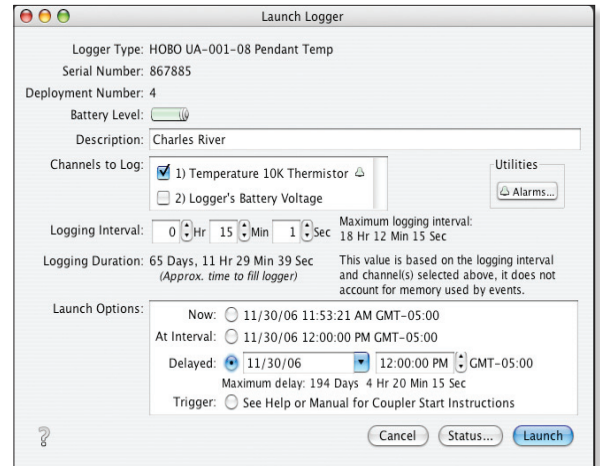 Launch Logger
Logger Type: HOBO UA-001-08 Pendant Temp
Serial Number: 867885
Deployment Number: 4
Battery Level:
Description: Charles River
Channels to Log:
1) Temperature 10K Thermistor
2) Logger's Battery Voltage
Utilities
Alarms...
Logging Interval: 0 Hr 15 Min 1 Sec
Maximum logging interval:
18 Hr 12 Min 15 Sec
Logging Duration: 65 Days, 11 Hr 29 Min 39 Sec
(Approx. time to fill logger)
This value is based on the logging interval
and channel(s) selected above, it does not
account for memory used by events.
Launch Options:
Now: 11/30/06 11:53:21 AM GMT-05:00
At Interval: 11/30/06 12:00:00 PM GMT-05:00
Delayed: 11/30/06 12:00:00 PM GMT-05:00
Maximum delay: 194 Days 4 Hr 20 Min 15 Sec
Trigger: See Help or Manual for Coupler Start Instructions
?
Cancel Status... Launch